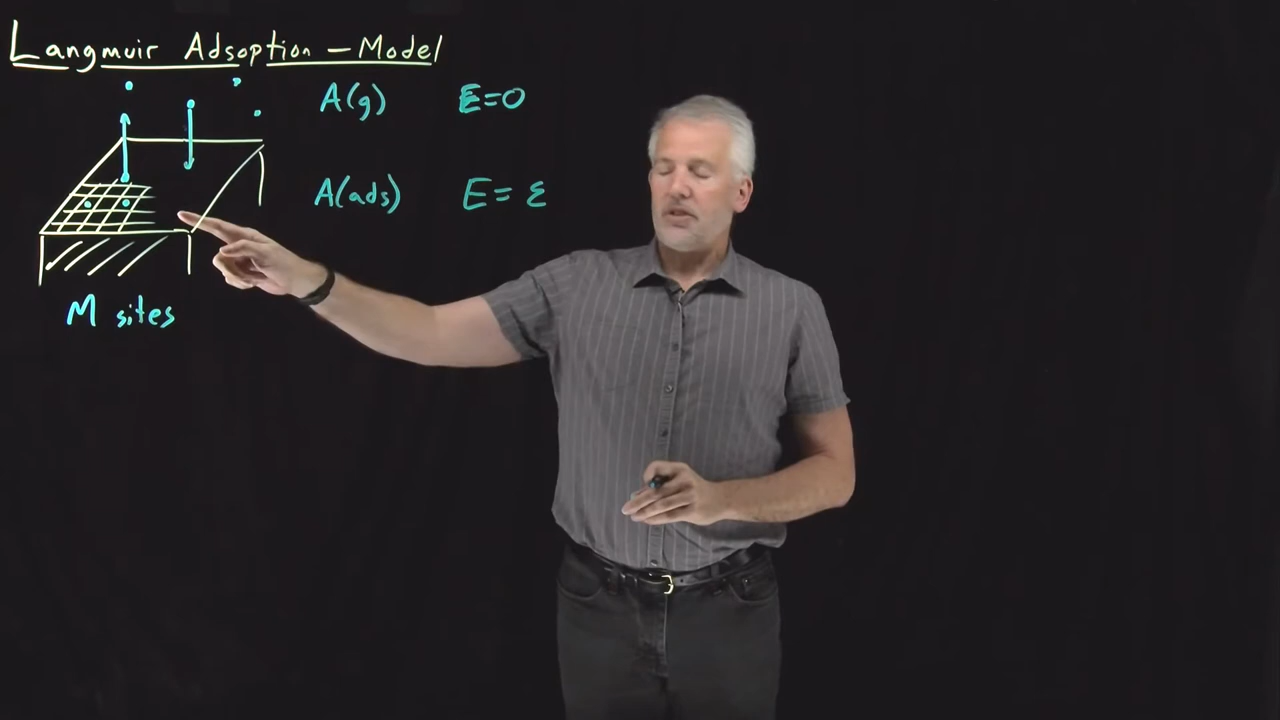 Langmuir Adsoption - Model
A(g) E=0
A(ads) E = ε
M sites